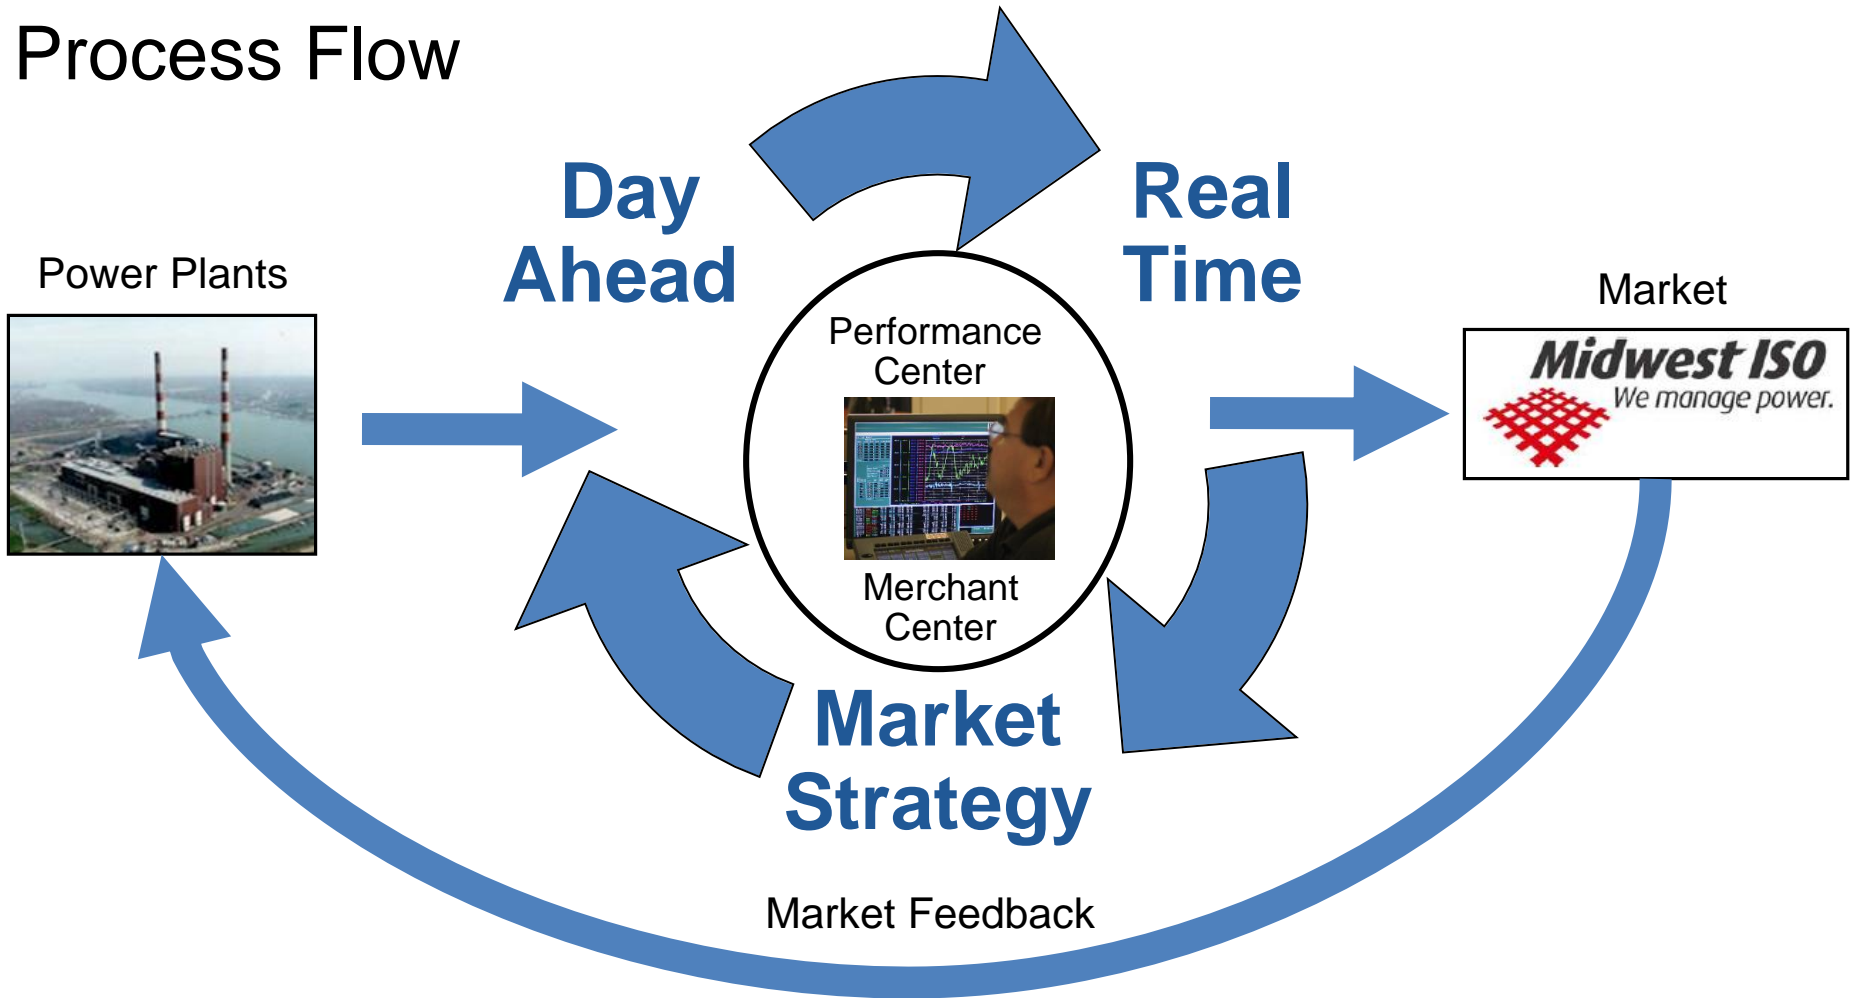 Process Flow
Day
Ahead
Real
Time
Power Plants
Market
Performance
Center
Midwest ISO
We manage power.
Merchant
Center
Market
Strategy
Market Feedback